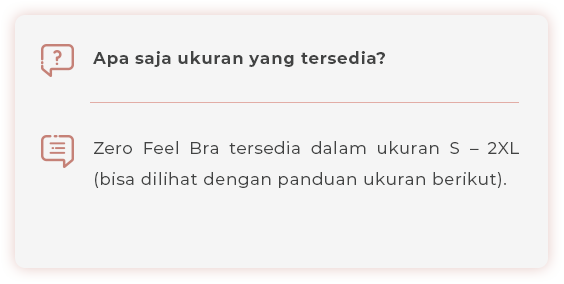 Apa saja ukuran yang tersedia?
Zero Feel Bra tersedia dalam ukuran S – 2XL
(bisa dilihat dengan panduan ukuran berikut).